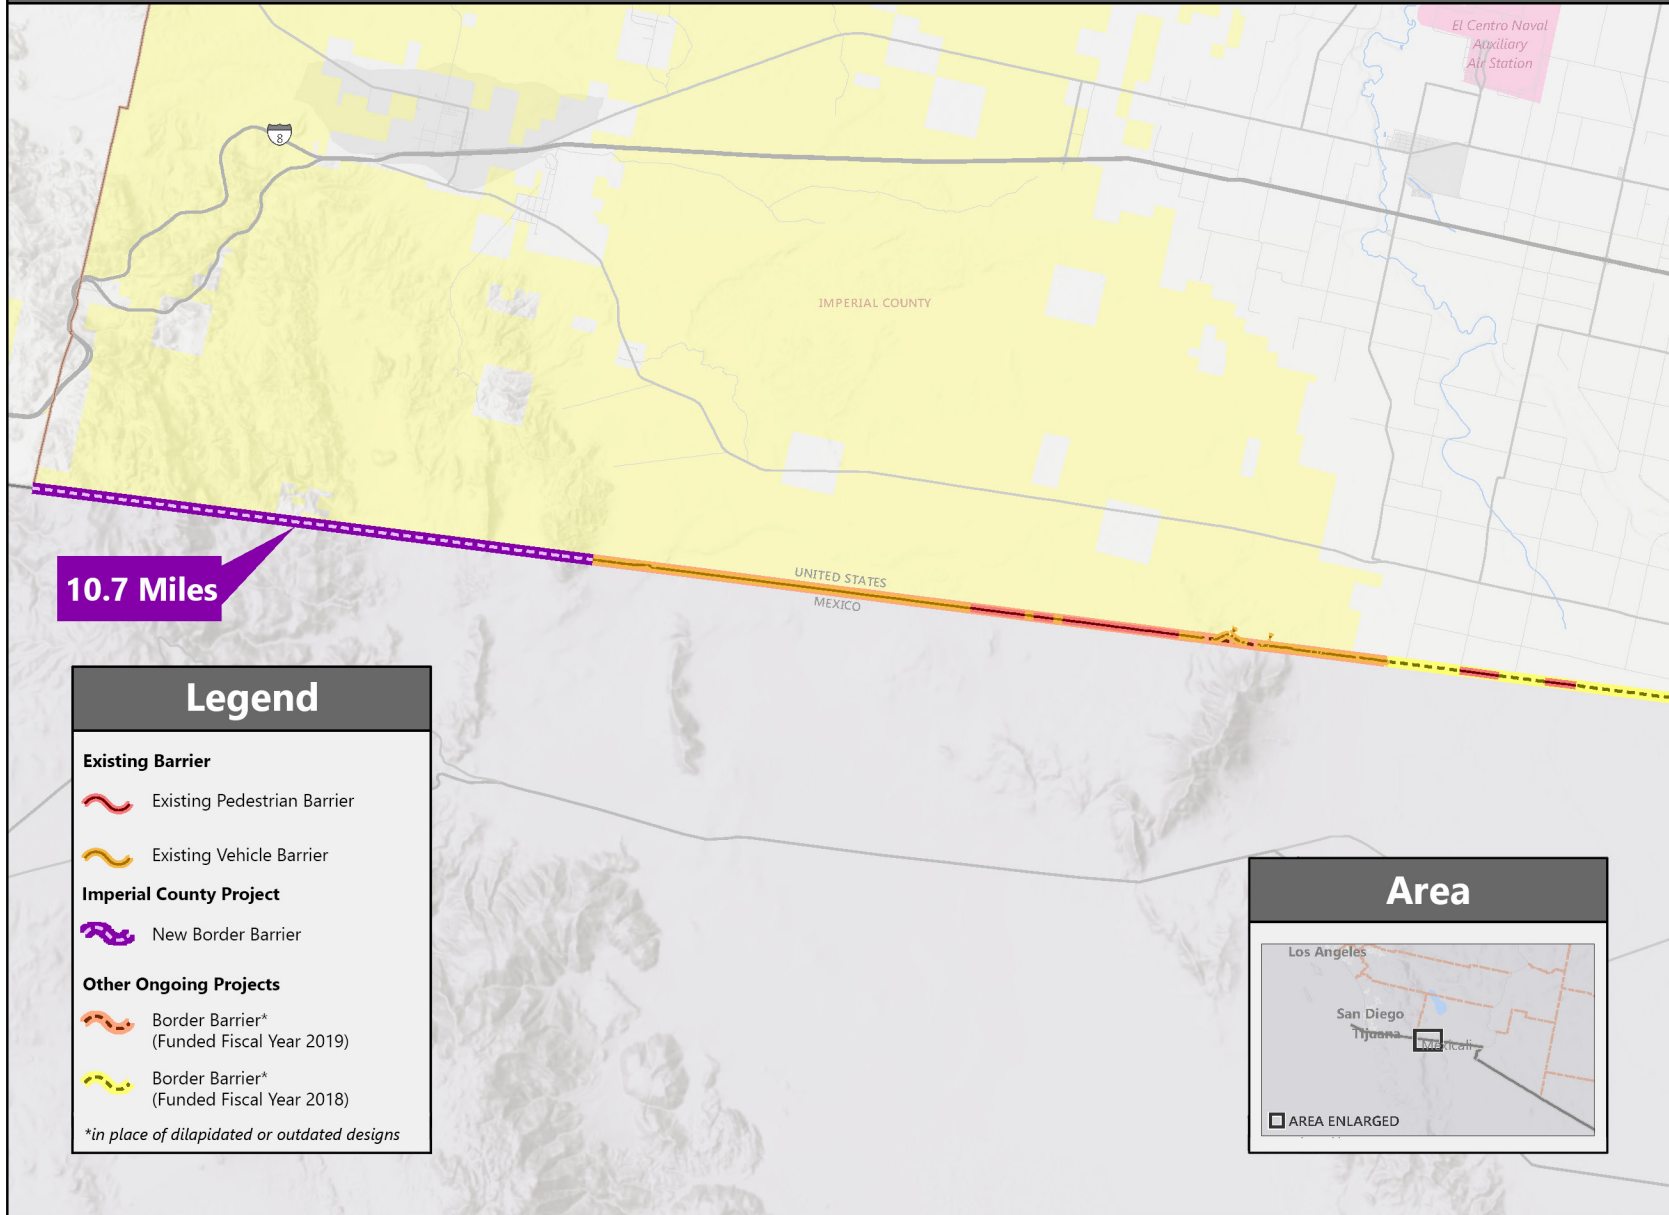 El Centro Naval
Auxiliary
Air Station
8
IMPERIAL COUNTY
UNITED STATES
MEXICO
10.7 Miles
Legend
Existing Barrier
Existing Pedestrian Barrier
Existing Vehicle Barrier
Imperial County Project
New Border Barrier
Other Ongoing Projects
Border Barrier*
(Funded Fiscal Year 2019)
Border Barrier*
(Funded Fiscal Year 2018)
*in place of dilapidated or outdated designs
Area
Los Angeles
San Diego
Tijuana
Mexicali
AREA ENLARGED